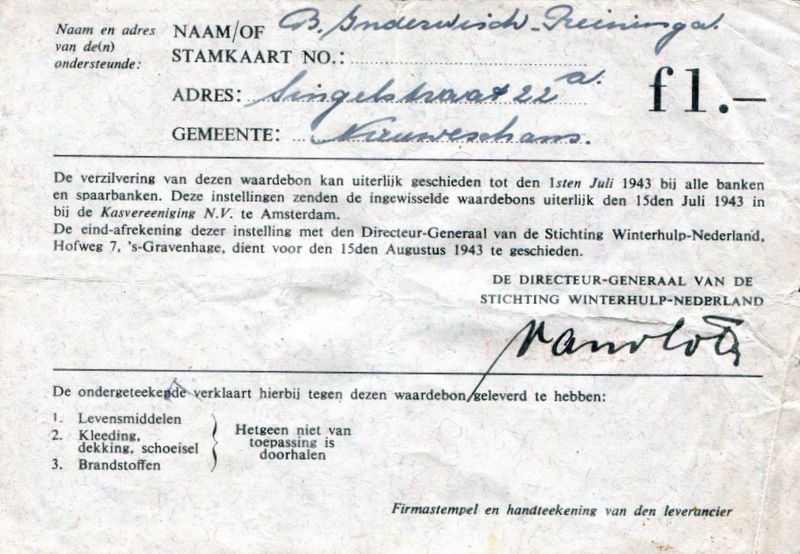 Naam en adres
van de(n)
ondersteunde:
NAAM/OF B. Inderwisch-Preininga.
STAMKAART NO.:
ADRES: Singelstraat 22 a.
GEMEENTE: Nieuweschans.
f 1.—
De verzilvering van dezen waardebon kan uiterlijk geschieden tot den 1sten Juli 1943 bij alle banken
en spaarbanken. Deze instellingen zenden de ingewisselde waardebons uiterlijk den 15den Juli 1943 in
bij de Kasvereeniging N.V. te Amsterdam.
De eind-afrekening dezer instelling met den Directeur-Generaal van de Stichting Winterhulp-Nederland,
Hofweg 7, 's-Gravenhage, dient voor den 15den Augustus 1943 te geschieden.
DE DIRECTEUR-GENERAAL VAN DE
STICHTING WINTERHULP-NEDERLAND
De ondergeteekende verklaart hierbij tegen dezen waardebon geleverd te hebben:
1. Levensmiddelen
2. Kleeding,
dekking, schoeisel
3. Brandstoffen
Hetgeen niet van
toepassing is
doorhalen
Firmastempel en handteekening van den leverancier